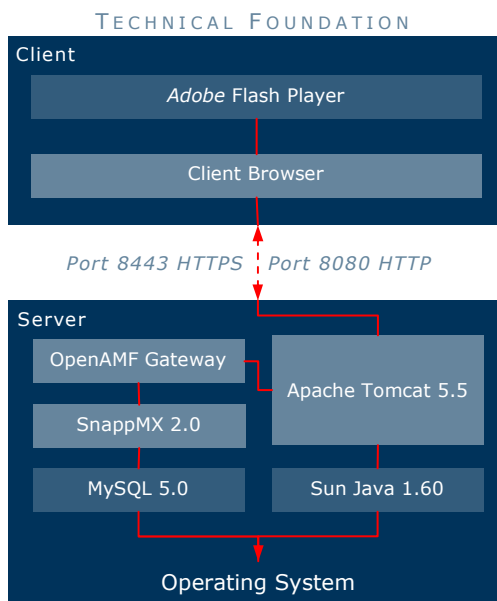 TECHNICAL FOUNDATION
Client
Adobe Flash Player
Client Browser
Port 8443 HTTPS Port 8080 HTTP
Server
OpenAMF Gateway
Apache Tomcat 5.5
SnappMX 2.0
MySQL 5.0
Sun Java 1.60
Operating System